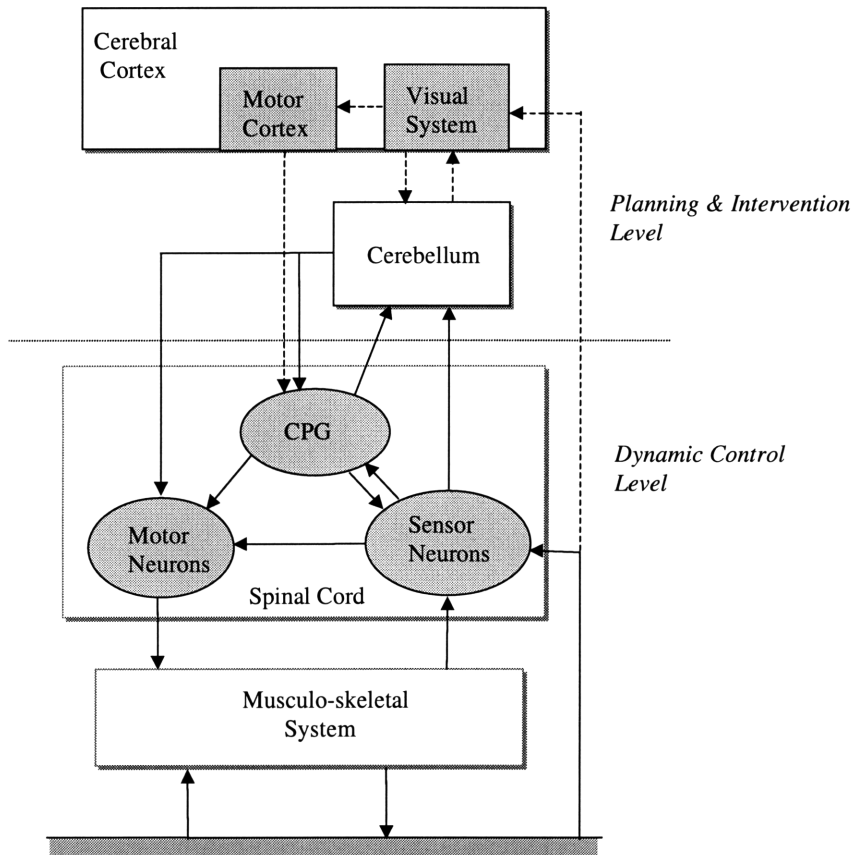 Cerebral
Cortex
Motor
Cortex
Visual
System
Planning & Intervention
Level
Cerebellum
CPG
Dynamic Control
Level
Motor
Neurons
Sensor
Neurons
Spinal Cord
Musculo-skeletal
System